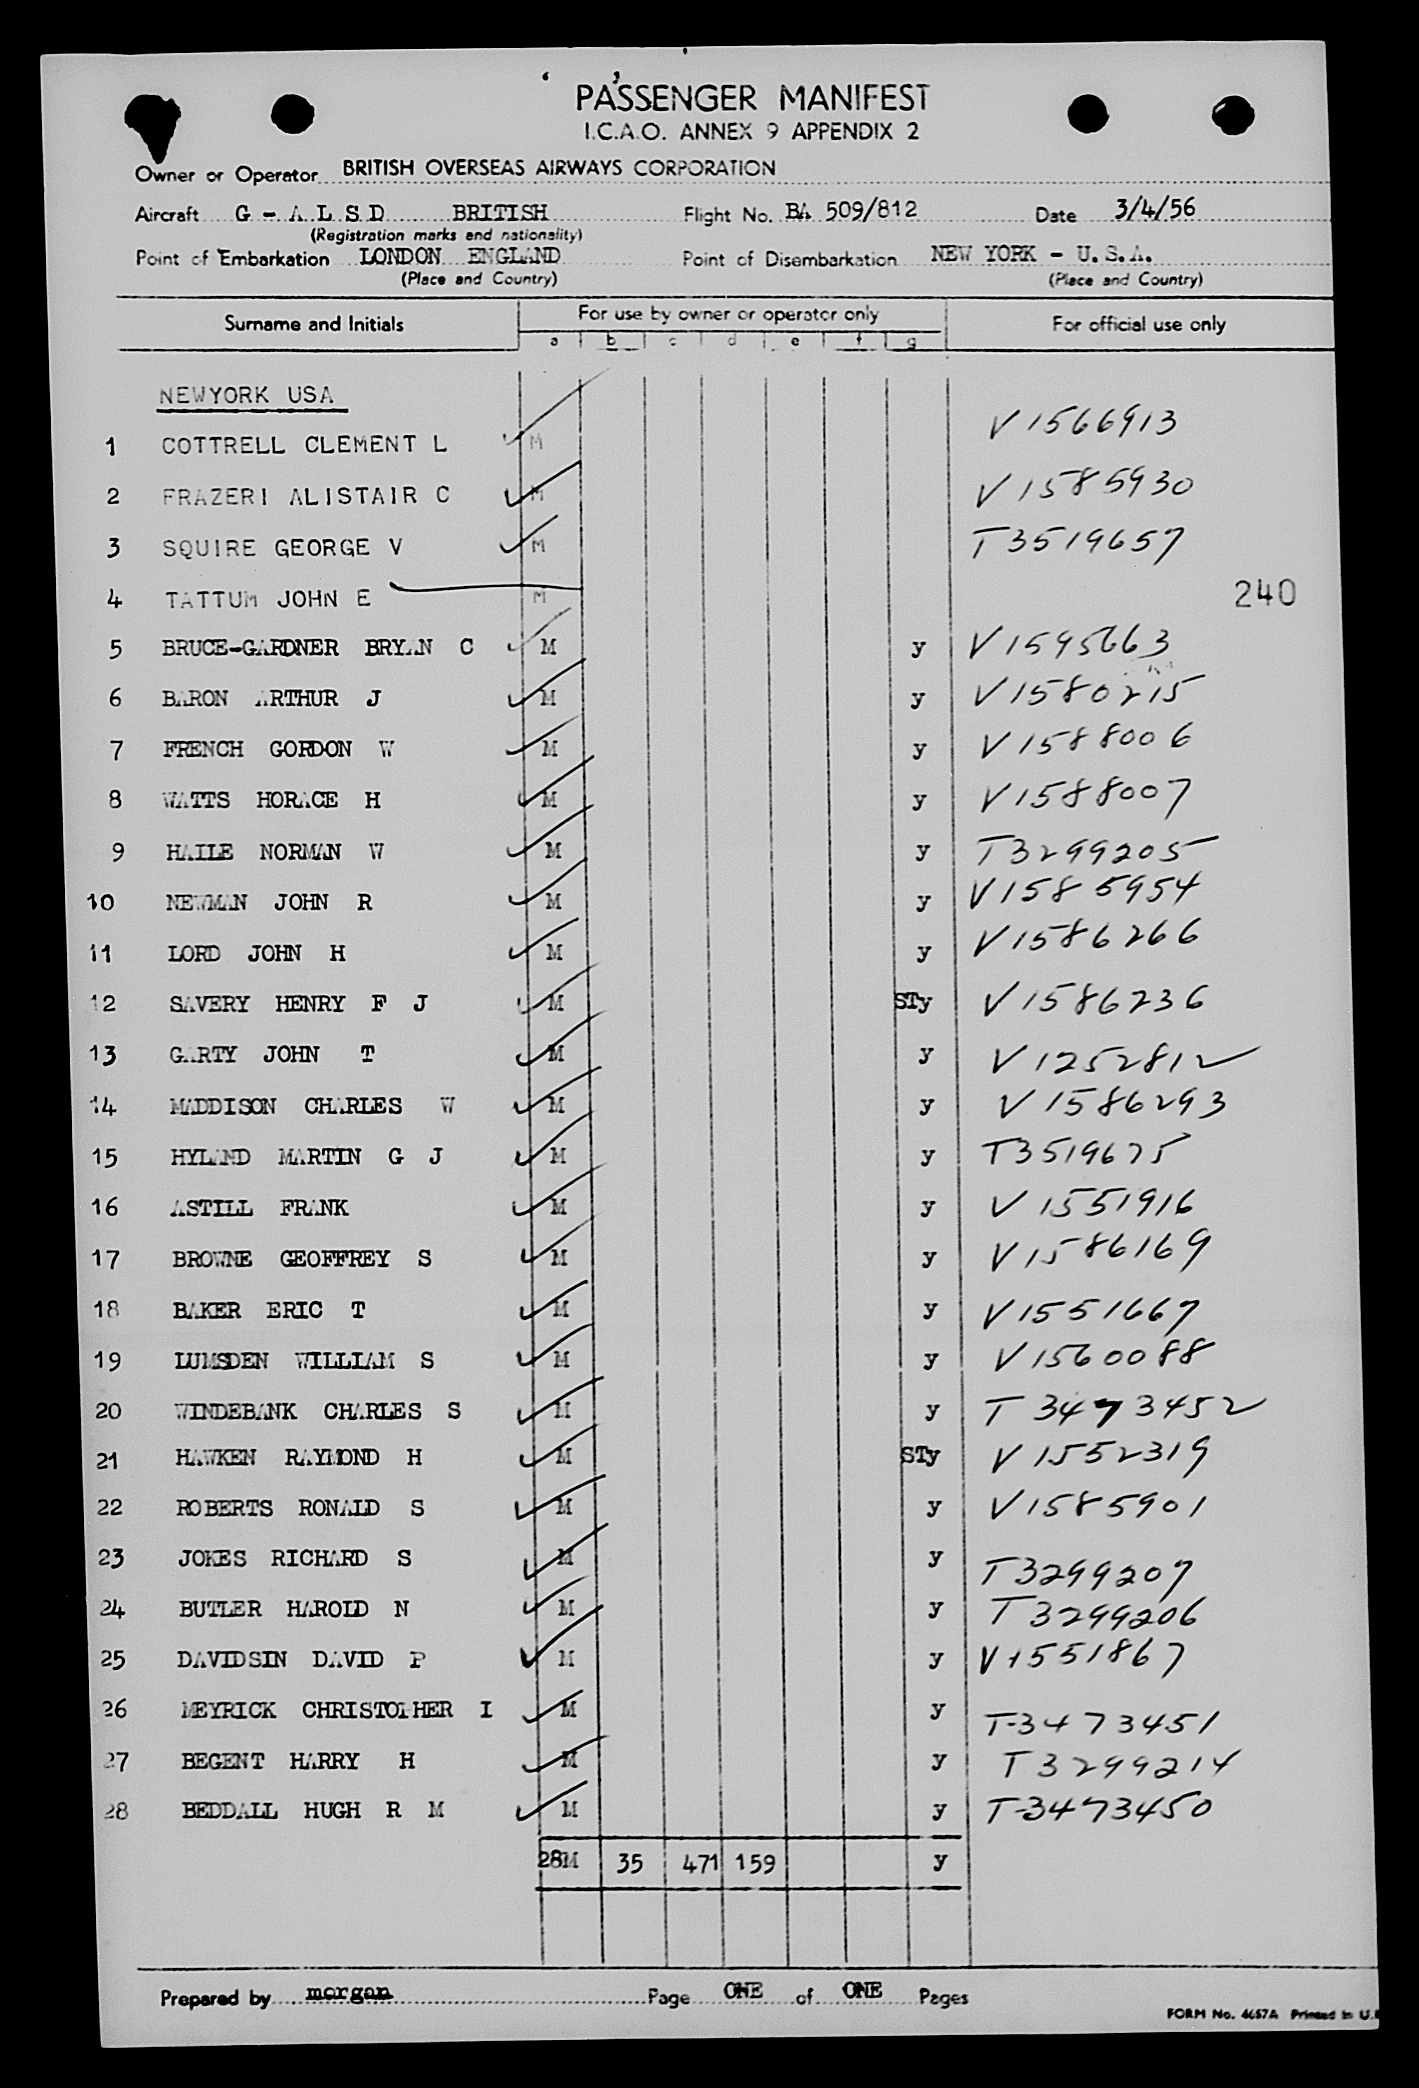 PASSENGER MANIFEST
I.C.A.O. ANNEX 9 APPENDIX 2
Owner or Operator BRITISH OVERSEAS AIRWAYS CORPORATION
Aircraft G - A L S D BRITISH Flight No. BA 509/812 Date 3/4/56
(Registration marks and nationality)
Point of Embarkation LONDON ENGLAND Point of Disembarkation NEW YORK - U.S.A.
(Place and Country) (Place and Country)
Surname and Initials For use by owner or operator only For official use only
a b c d e f g
NEWYORK USA
1 COTTRELL CLEMENT L M V1566913
2 FRAZERI ALISTAIR C M V1585930
3 SQUIRE GEORGE V M T3519657
4 TATTUM JOHN E M 240
5 BRUCE-GARDNER BRYAN C M y V1595663
6 BARON ARTHUR J M y V1580215
7 FRENCH GORDON W M y V1588006
8 WATTS HORACE H M y V1588007
9 HAILE NORMAN W M y T3299205
10 NEWMAN JOHN R M y V1585954
11 LORD JOHN H M y V1586266
12 SAVERY HENRY F J M STy V1586236
13 GARTY JOHN T M y V1252812
14 MADDISON CHARLES W M y V1586293
15 HYLAND MARTIN G J M y T3519675
16 ASTILL FRANK M y V1551916
17 BROWNE GEOFFREY S M y V1586169
18 BAKER ERIC T M y V1551667
19 LUMSDEN WILLIAM S M y V1560088
20 WINDEBANK CHARLES S M y T3473452
21 HAWKEN RAYMOND H M STy V1552319
22 ROBERTS RONALD S M y V1585901
23 JOKES RICHARD S M y T3299207
24 BUTLER HAROLD N M y T3299206
25 DAVIDSIN DAVID P M y V1551867
26 MEYRICK CHRISTOPHER I M y T-3473451
27 BEGENT HARRY H M y T3299214
28 BEDDALL HUGH R M M y T-3473450
28M 35 471 159 y
Prepared by morgan Page ONE of ONE Pages
FORM No. 4657A Printed in U.